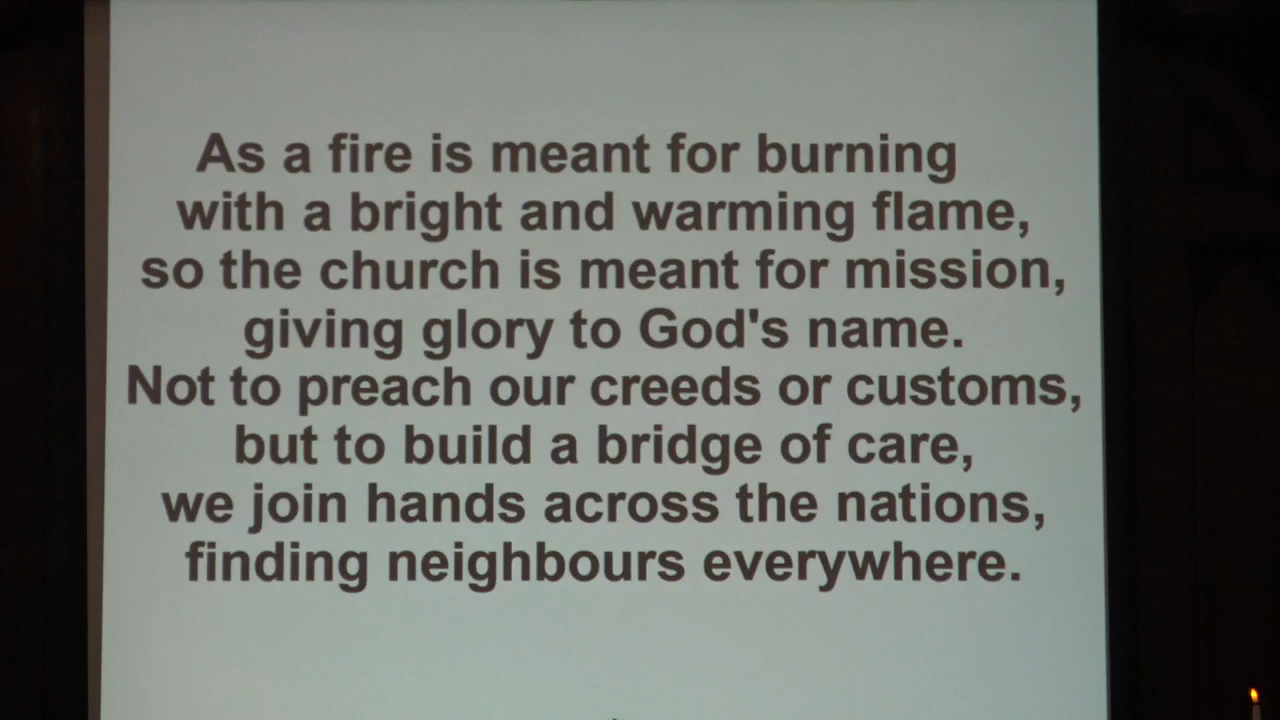 As a fire is meant for burning
with a bright and warming flame,
so the church is meant for mission,
giving glory to God's name.
Not to preach our creeds or customs,
but to build a bridge of care,
we join hands across the nations,
finding neighbours everywhere.